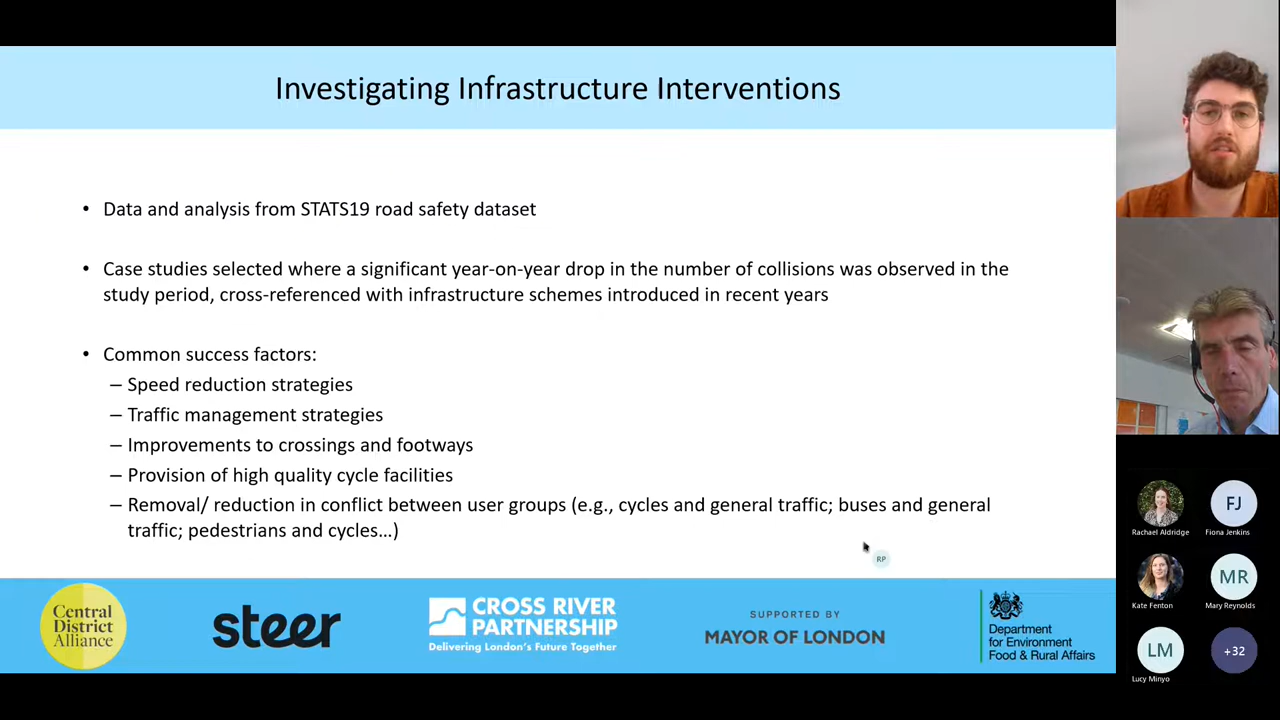 Investigating Infrastructure Interventions
• Data and analysis from STATS19 road safety dataset
• Case studies selected where a significant year-on-year drop in the number of collisions was observed in the
study period, cross-referenced with infrastructure schemes introduced in recent years
• Common success factors:
– Speed reduction strategies
– Traffic management strategies
– Improvements to crossings and footways
– Provision of high quality cycle facilities
– Removal/ reduction in conflict between user groups (e.g., cycles and general traffic; buses and general
traffic; pedestrians and cycles…)
RP
Central
District
Alliance
steer
CROSS RIVER
PARTNERSHIP
Delivering London's Future Together
SUPPORTED BY
MAYOR OF LONDON
Department
for Environment
Food & Rural Affairs
Rachael Aldridge
FJ
Fiona Jenkins
Kate Fenton
MR
Mary Reynolds
LM
Lucy Minyo
+32